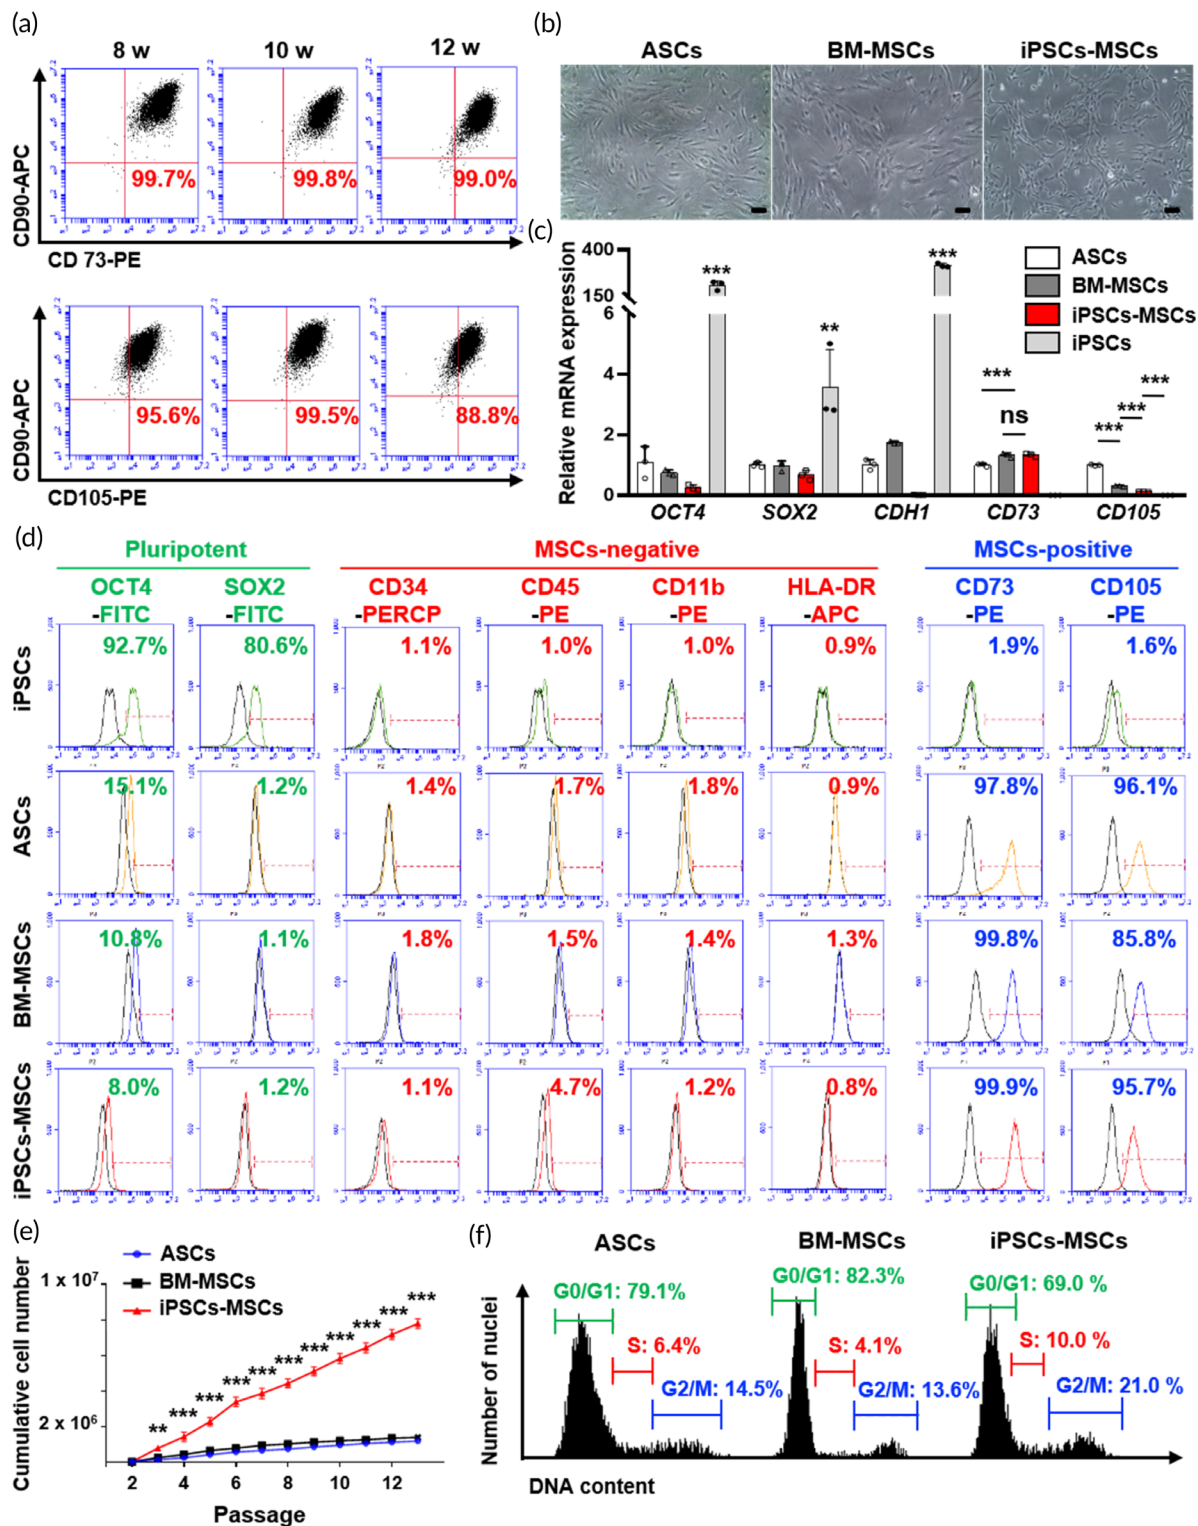 (a)
8 w 10 w 12 w
CD90-APC
99.7% 99.8% 99.0%
CD 73-PE
CD90-APC
95.6% 99.5% 88.8%
CD105-PE
(b)
ASCs BM-MSCs iPSCs-MSCs
(c)
Relative mRNA expression
400
150
6
4
2
0
*** ** *** *** ns *** *** ***
ASCs
BM-MSCs
iPSCs-MSCs
iPSCs
OCT4 SOX2 CDH1 CD73 CD105
(d)
Pluripotent MSCs-negative MSCs-positive
OCT4 SOX2 CD34 CD45 CD11b HLA-DR CD73 CD105
-FITC -FITC -PERCP -PE -PE -APC -PE -PE
iPSCs
92.7% 80.6% 1.1% 1.0% 1.0% 0.9% 1.9% 1.6%
ASCs
15.1% 1.2% 1.4% 1.7% 1.8% 0.9% 97.8% 96.1%
BM-MSCs
10.8% 1.1% 1.8% 1.5% 1.4% 1.3% 99.8% 85.8%
iPSCs-MSCs
8.0% 1.2% 1.1% 4.7% 1.2% 0.8% 99.9% 95.7%
(e)
ASCs
BM-MSCs
iPSCs-MSCs
Cumulative cell number
1 x 10⁷
2 x 10⁶
** *** *** *** *** *** *** *** *** *** ***
2 4 6 8 10 12
Passage
(f)
ASCs BM-MSCs iPSCs-MSCs
G0/G1: 79.1% G0/G1: 82.3% G0/G1: 69.0 %
S: 6.4% S: 4.1% S: 10.0 %
G2/M: 14.5% G2/M: 13.6% G2/M: 21.0 %
Number of nuclei
DNA content